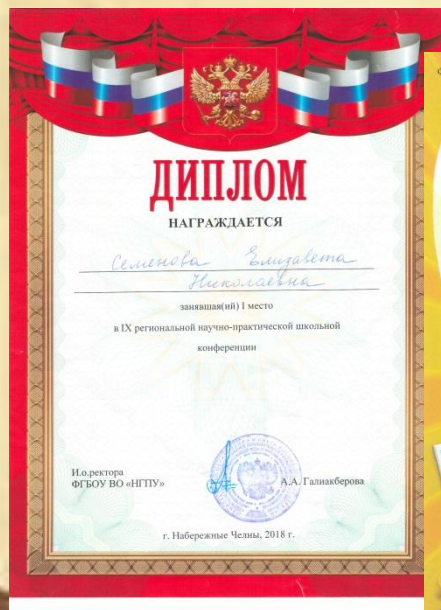 ДИПЛОМ
НАГРАЖДАЕТСЯ
Семенова Елизавета
Николаевна
занявшая(ий) I место
в IX региональной научно-практической школьной
конференции
И.о.ректора
ФГБОУ ВО «НГПУ»
А.А. Галиакберова
г. Набережные Челны, 2018 г.